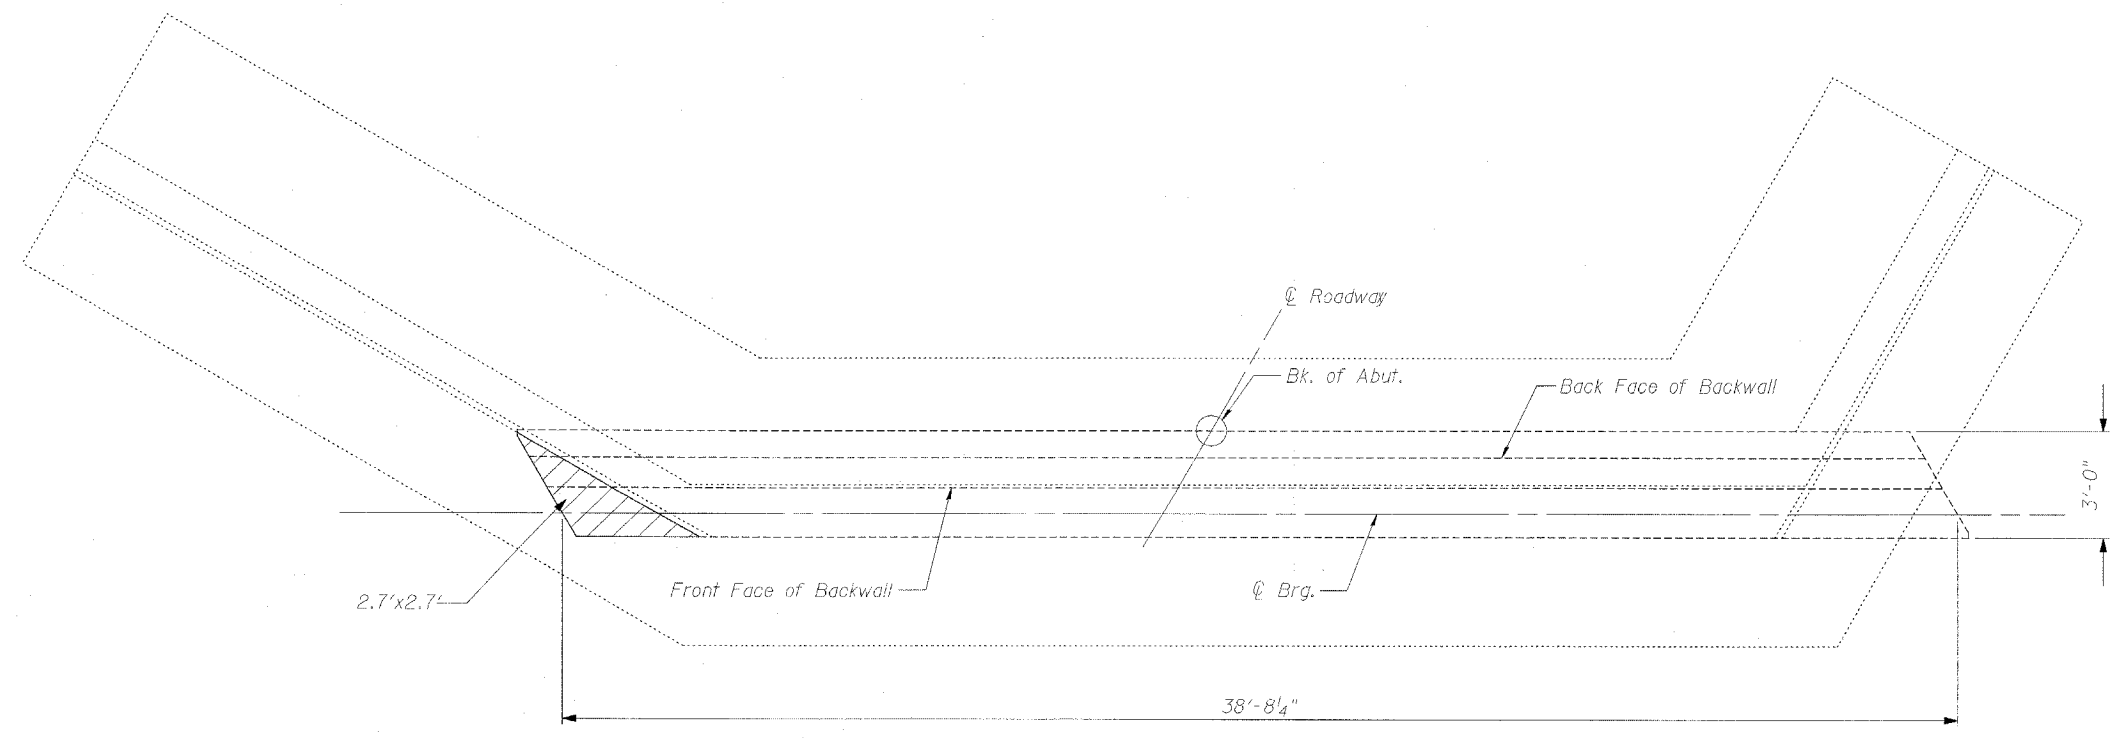 ℄ Roadway
Bk. of Abut.
Back Face of Backwall
3'-0"
Front Face of Backwall
℄ Brg.
2.7'x2.7'
38'-8¼"